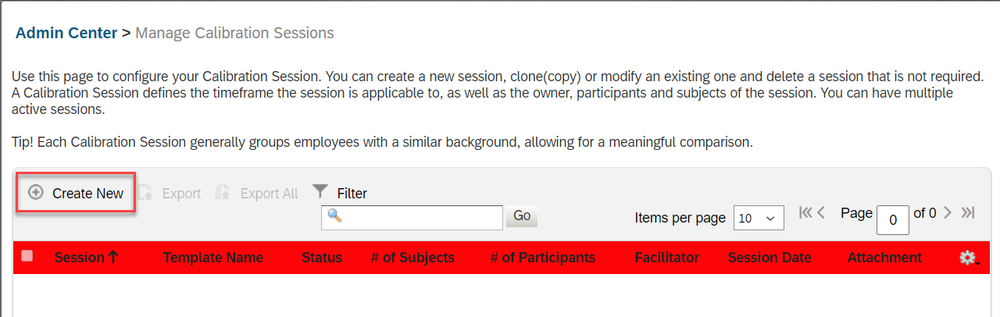 Admin Center > Manage Calibration Sessions
Use this page to configure your Calibration Session. You can create a new session, clone(copy) or modify an existing one and delete a session that is not required.
A Calibration Session defines the timeframe the session is applicable to, as well as the owner, participants and subjects of the session. You can have multiple
active sessions.
Tip! Each Calibration Session generally groups employees with a similar background, allowing for a meaningful comparison.
Create New Export Export All Filter
Go Items per page 10 Page 0 of 0
Session Template Name Status # of Subjects # of Participants Facilitator Session Date Attachment